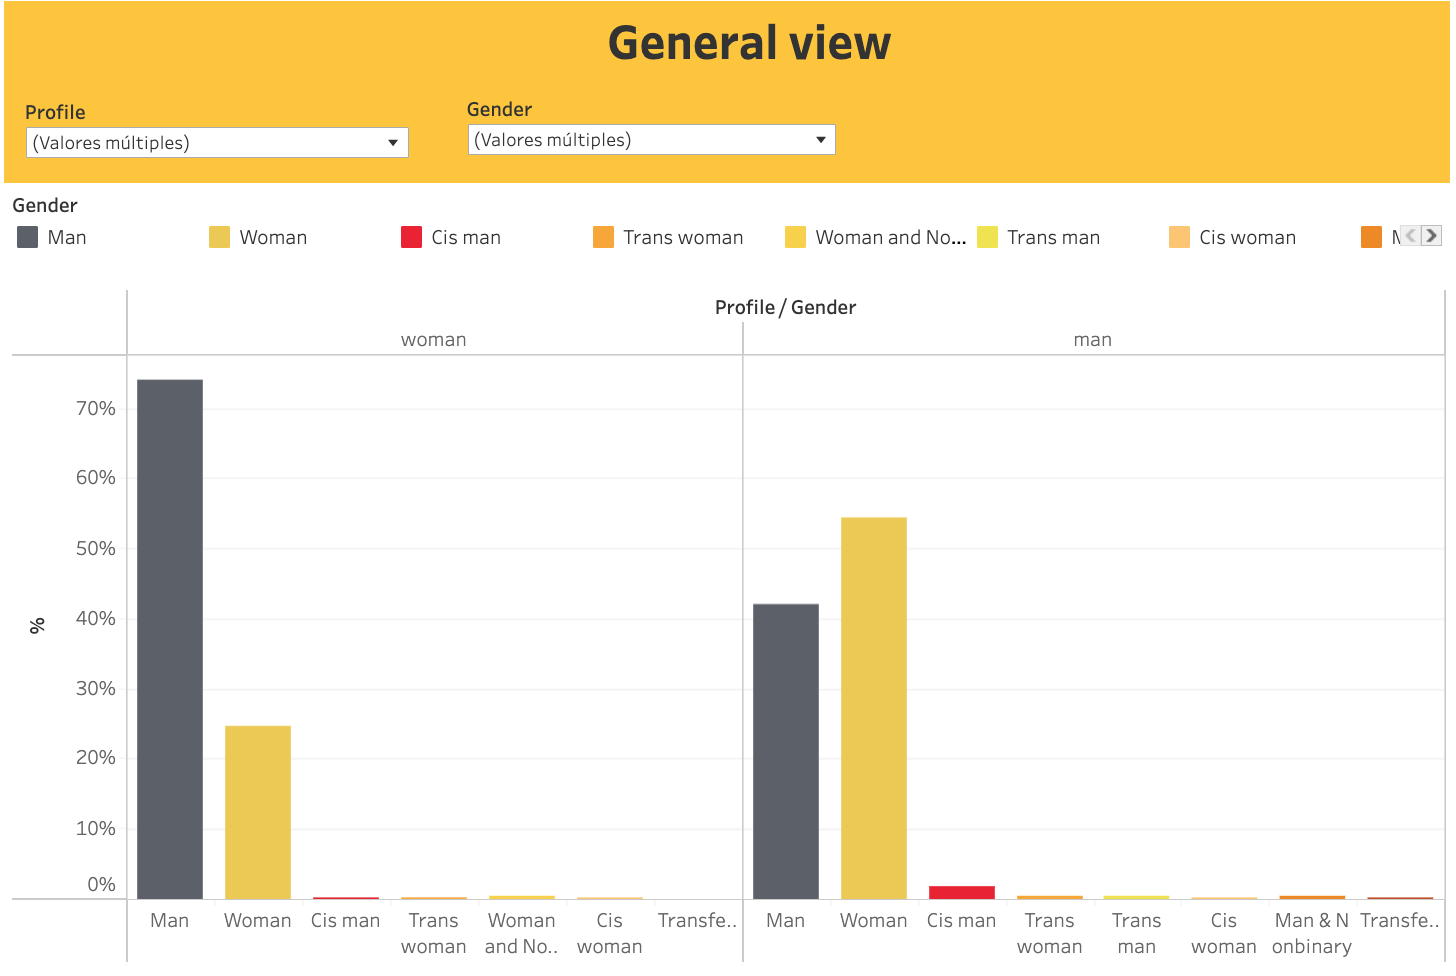 General view
Profile
(Valores múltiples)
Gender
(Valores múltiples)
Gender
Man
Woman
Cis man
Trans woman
Woman and No...
Trans man
Cis woman
Profile / Gender
woman
man
70%
60%
50%
40%
30%
20%
10%
0%
%
Man
Woman
Cis man
Trans
woman
Woman
and No..
Cis
woman
Transfe..
Man
Woman
Cis man
Trans
woman
Trans
man
Cis
woman
Man & N
onbinary
Transfe..